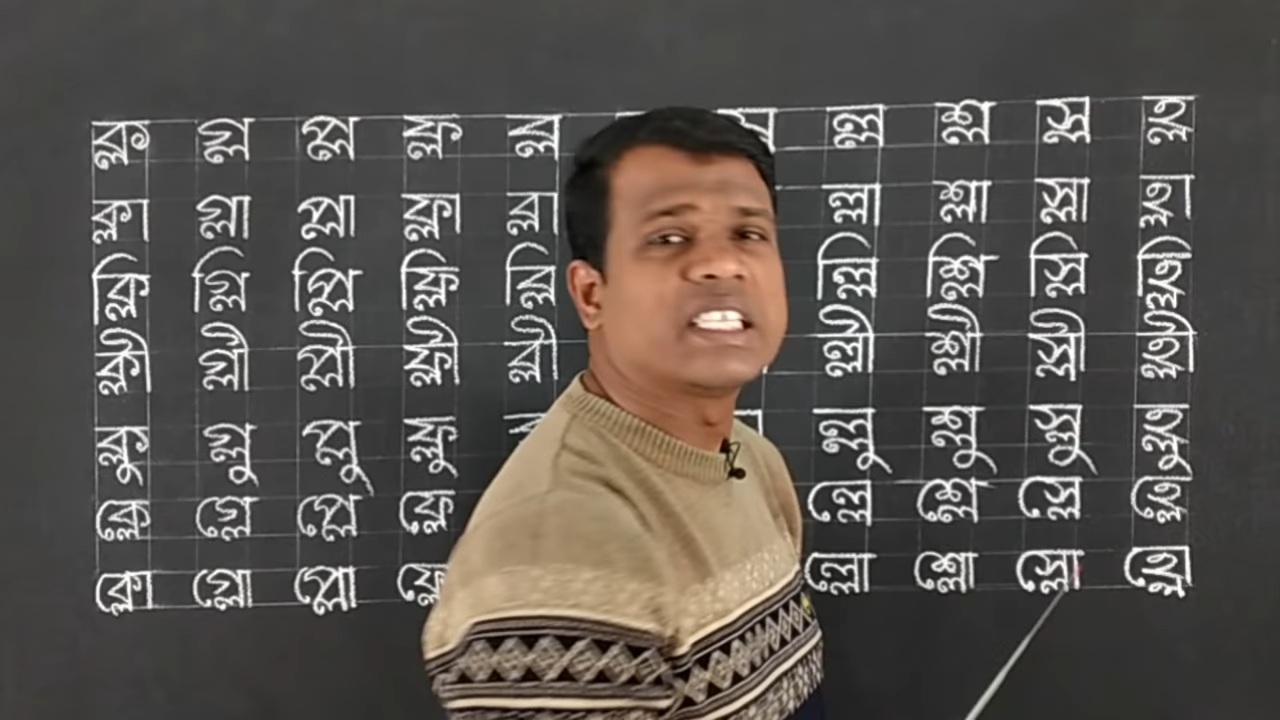 ক্ল গ্ল প্ল ফ্ল ব্ল ল্ল শ্ল স্ল হ্ল
ক্লা গ্লা প্লা ফ্লা ব্লা ল্লা শ্লা স্লা হ্লা
ক্লি গ্লি প্লি ফ্লি ব্লি ল্লি শ্লি স্লি হ্লি
ক্লী গ্লী প্লী ফ্লী ব্লী ল্লী শ্লী স্লী হ্লী
ক্লু গ্লু প্লু ফ্লু ল্লু শ্লু স্লু হ্লু
ক্লে গ্লে প্লে ফ্লে ল্লে শ্লে স্লে হ্লে
ক্লো গ্লো প্লো ল্লো শ্লো স্লো হ্লো